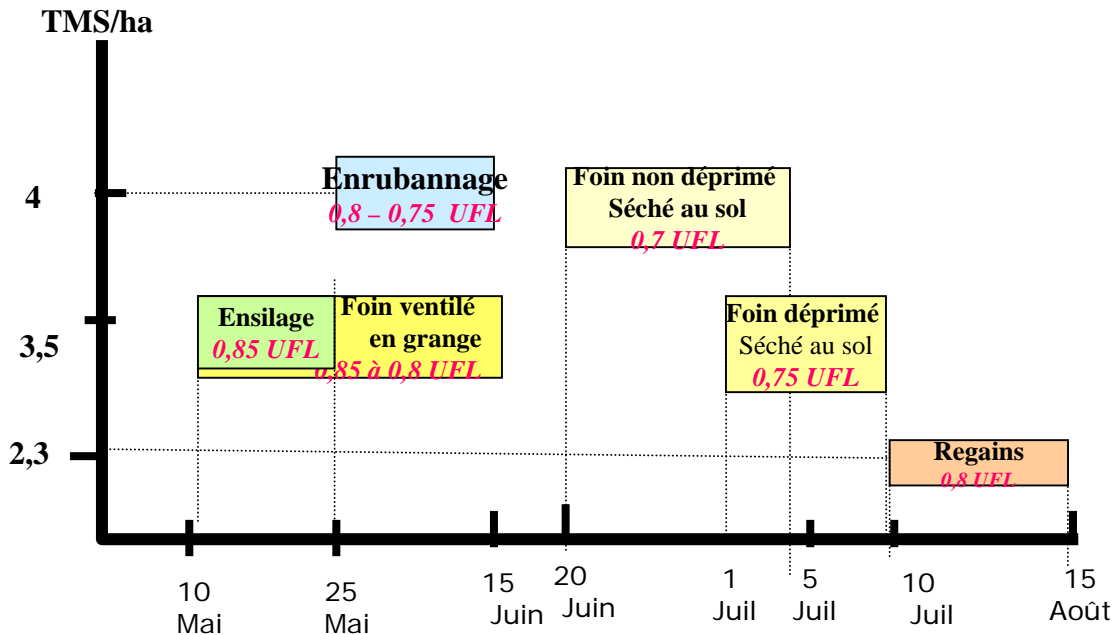 TMS/ha
4
3,5
2,3
Enrubannage
0,8 – 0,75 UFL
Foin non déprimé
Séché au sol
0,7 UFL
Ensilage
0,85 UFL
Foin ventilé
en grange
0,85 à 0,8 UFL
Foin déprimé
Séché au sol
0,75 UFL
Regains
0,8 UFL
10
Mai
25
Mai
15
Juin
20
Juin
1
Juil
5
Juil
10
Juil
15
Août